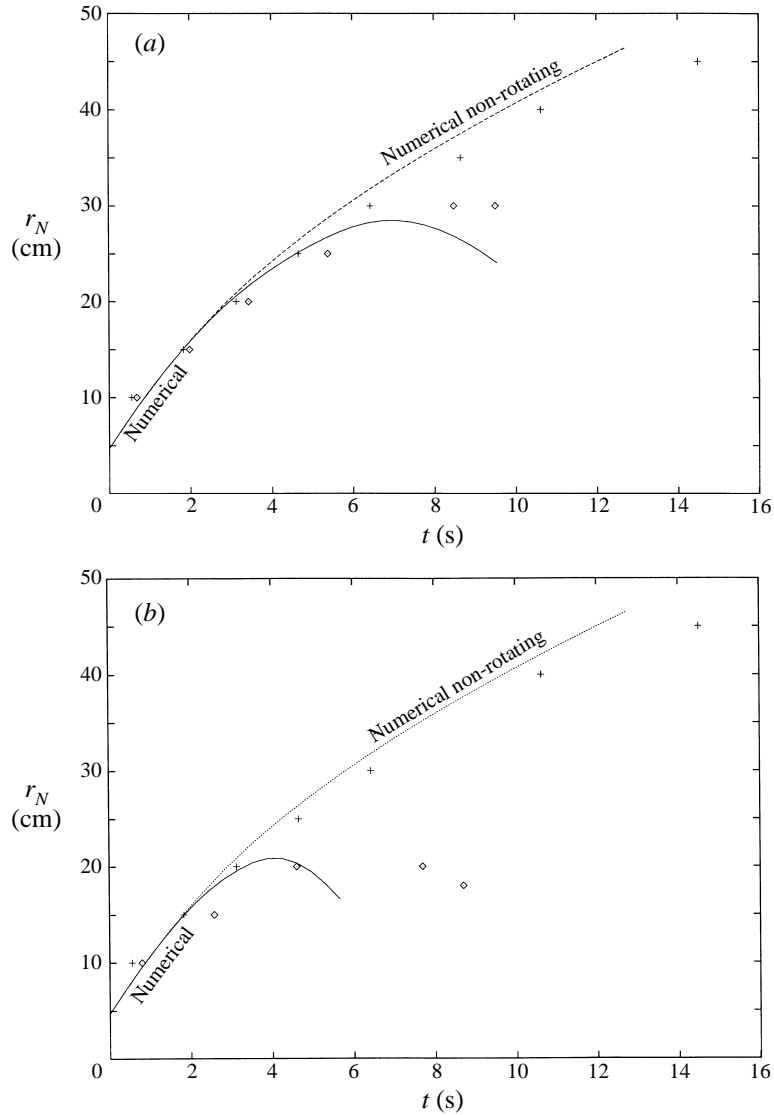 50
(a)
40
Numerical non-rotating
30
r_N
(cm)
20
Numerical
10
0 2 4 6 8 10 12 14 16
t (s)
50
(b)
40
Numerical non-rotating
30
r_N
(cm)
20
Numerical
10
0 2 4 6 8 10 12 14 16
t (s)